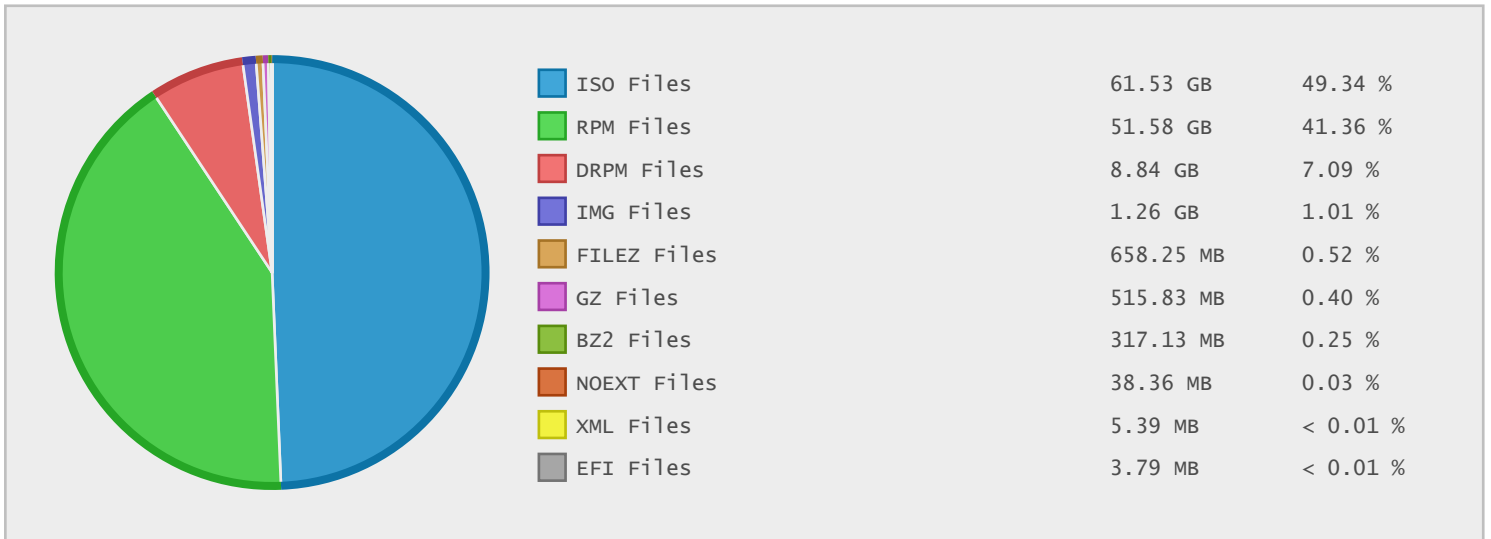 ISO Files 61.53 GB 49.34 %
RPM Files 51.58 GB 41.36 %
DRPM Files 8.84 GB 7.09 %
IMG Files 1.26 GB 1.01 %
FILEZ Files 658.25 MB 0.52 %
GZ Files 515.83 MB 0.40 %
BZ2 Files 317.13 MB 0.25 %
NOEXT Files 38.36 MB 0.03 %
XML Files 5.39 MB < 0.01 %
EFI Files 3.79 MB < 0.01 %